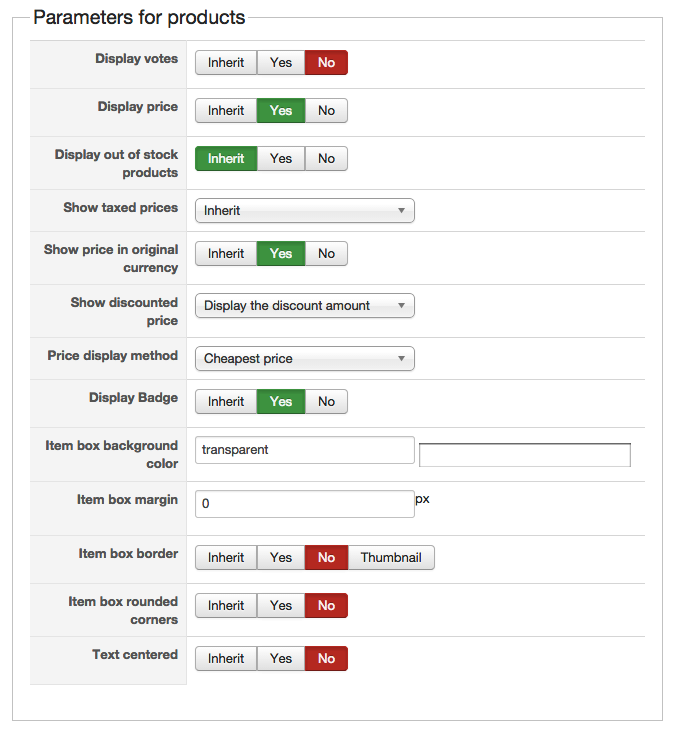 Parameters for products
Display votes Inherit Yes No
Display price Inherit Yes No
Display out of stock
products Inherit Yes No
Show taxed prices Inherit
Show price in original
currency Inherit Yes No
Show discounted
price Display the discount amount
Price display method Cheapest price
Display Badge Inherit Yes No
Item box background
color transparent
Item box margin 0 px
Item box border Inherit Yes No Thumbnail
Item box rounded
corners Inherit Yes No
Text centered Inherit Yes No